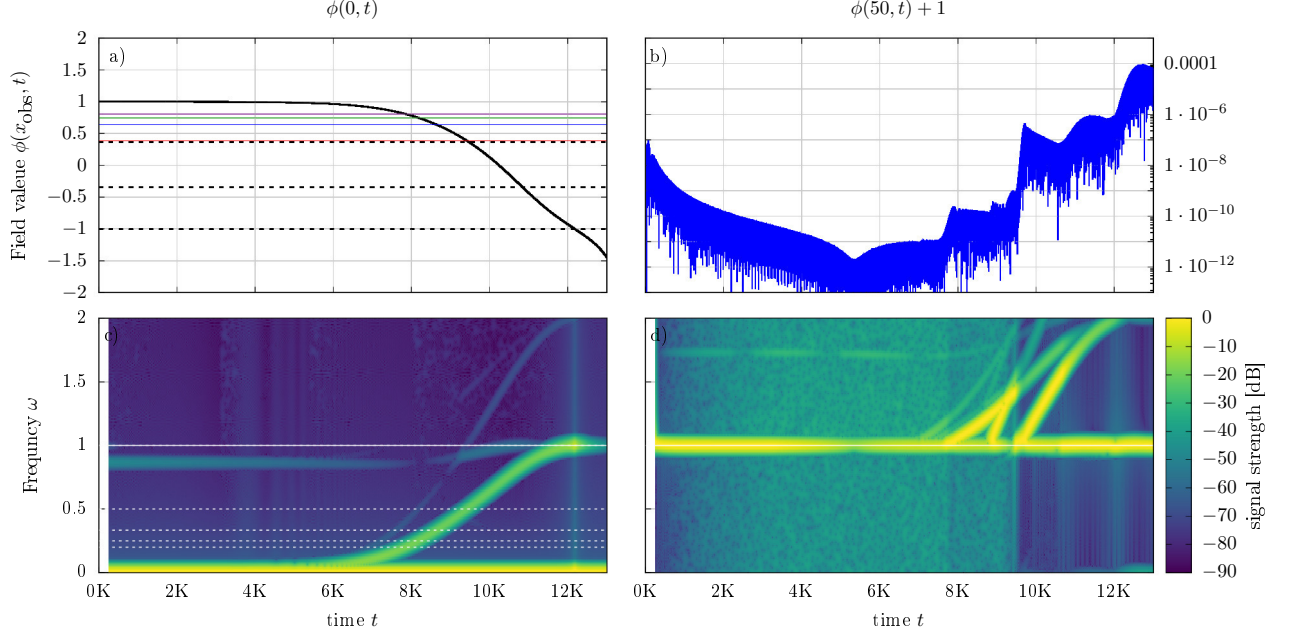 ϕ(0, t)
ϕ(50, t) + 1
a)
2
1.5
1
0.5
0
−0.5
−1
−1.5
−2
Field valeue ϕ(x_obs, t)
b)
0.0001
1 · 10^−6
1 · 10^−8
1 · 10^−10
1 · 10^−12
c)
2
1.5
1
0.5
0
Frequncy ω
0K 2K 4K 6K 8K 10K 12K
time t
d)
0K 2K 4K 6K 8K 10K 12K
time t
0
−10
−20
−30
−40
−50
−60
−70
−80
−90
signal strength [dB]